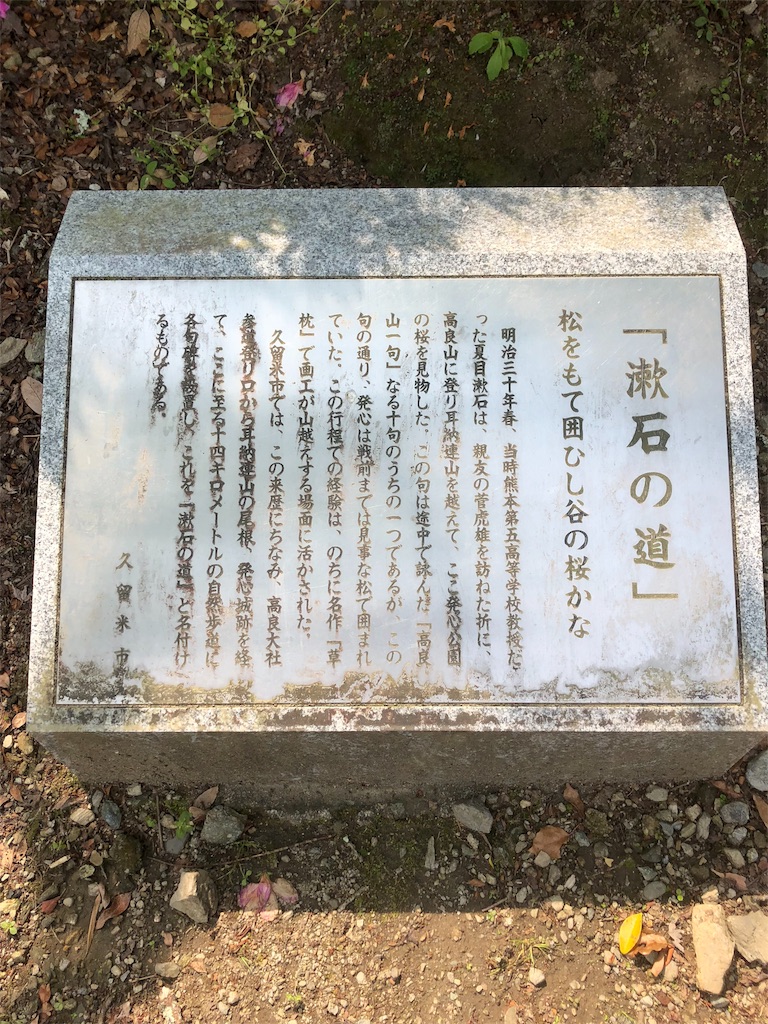 「漱石の道」
松をもて囲むし谷の桜かな
明治三十年春、当時熊本第五高等学校教授だ
った夏目漱石は、親友の菅虎雄を訪ねた折に、
高良山に登り耳納連山を越えて、ここ発心公園
の桜を見物した。この句は途中で詠んだ「高良
山一句」なる十句のうちの一つであるが、この
句の通り、発心は戦前までは見事な松で囲まれ
ていた。この行程での経験は、のちに名作「草
枕」で画工が山越えする場面に活かされた。
久留米市では、この来歴にちなみ、高良大社
参道登り口から耳納連山の尾根、発心城跡を経
て、ここに至る十四キロメートルの自然歩道に
各句碑を設置し、これを「漱石の道」と名付け
るものである。
久留米市